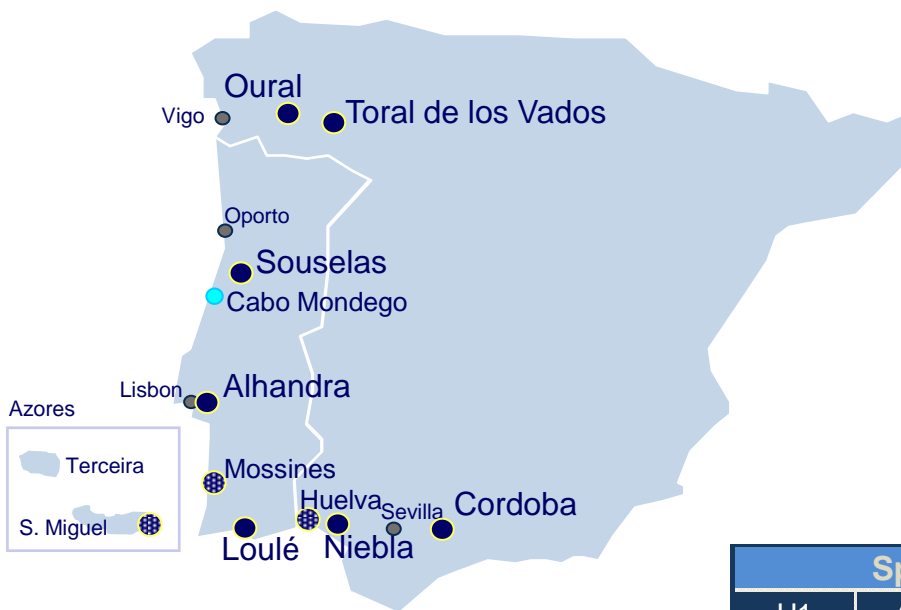 Oural
Vigo
Toral de los Vados
Oporto
Souselas
Cabo Mondego
Lisbon
Alhandra
Azores
Terceira
Mossines
Huelva
Sevilla
Cordoba
S. Miguel
Loulé
Niebla